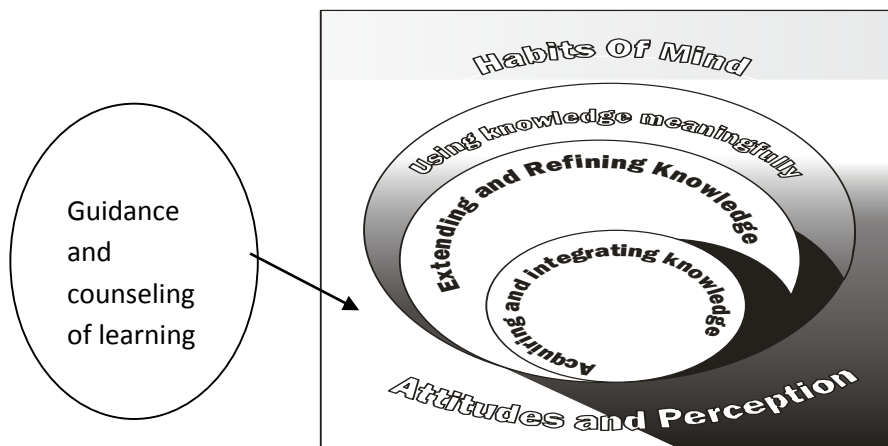 Habits Of Mind
Using knowledge meaningfully
Extending and Refining Knowledge
Acquiring and integrating knowledge
Attitudes and Perception
Guidance
and
counseling
of learning